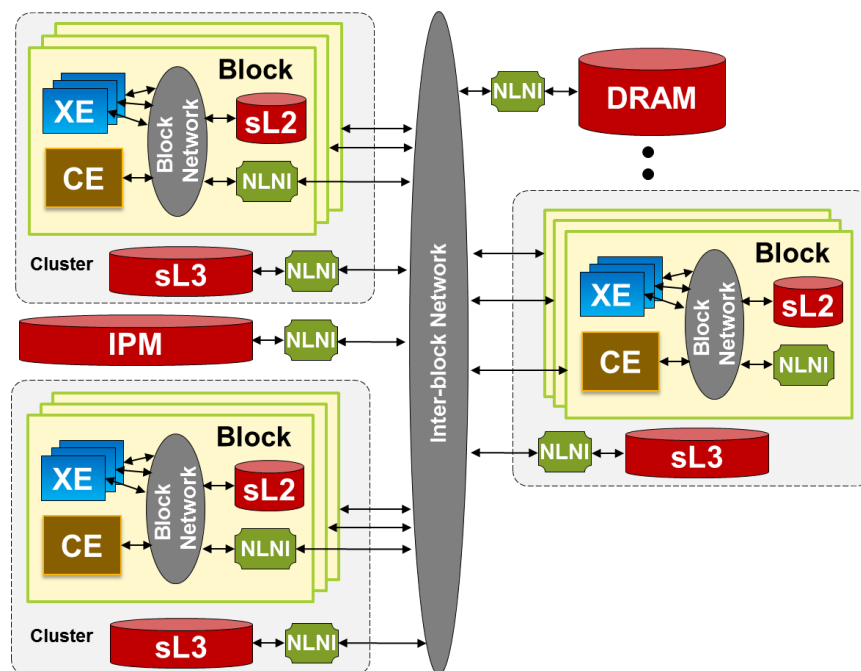 Block
XE
Block
Network
sL2
CE
NLNI
Cluster
sL3
NLNI
IPM
NLNI
Block
XE
Block
Network
sL2
CE
NLNI
Cluster
sL3
NLNI
Inter-block Network
NLNI
DRAM
Block
XE
Block
Network
sL2
CE
NLNI
NLNI
sL3